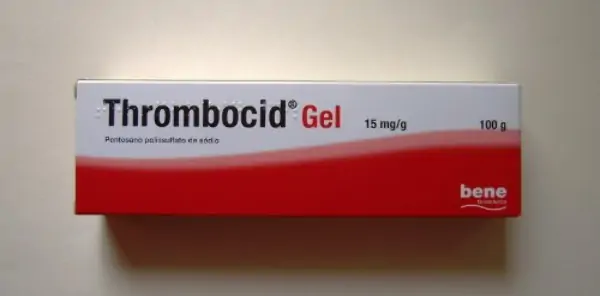 Thrombocid® Gel 15 mg/g 100 g
Pentosano polissulfato de sódio
bene